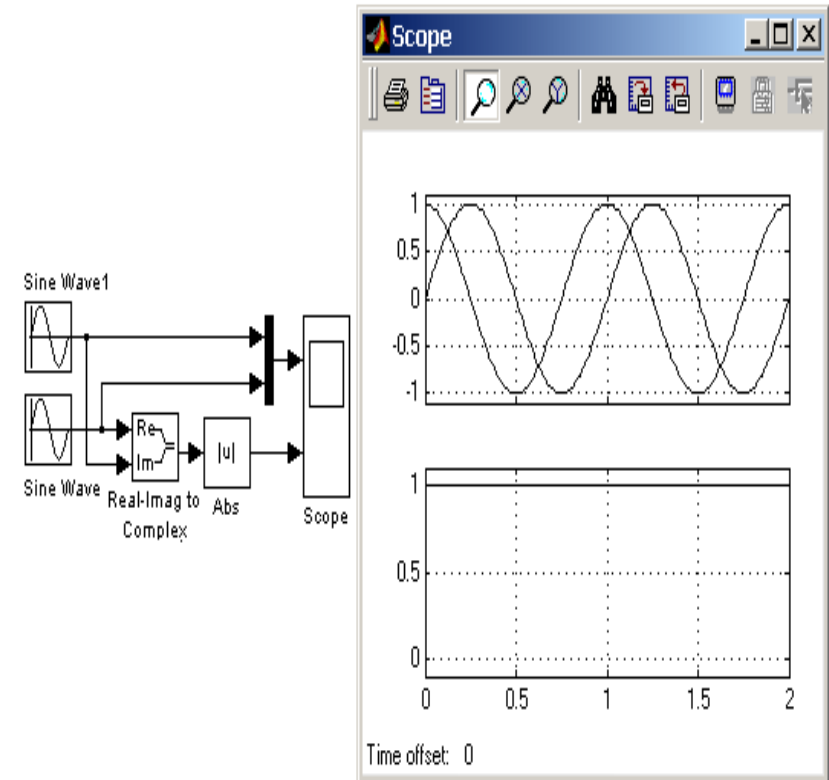 Sine Wave1
Sine Wave
Re
Im
Real-Imag to
Complex
|u|
Abs
Scope
Scope
1
0.5
0
-0.5
-1
1
0.5
0
0 0.5 1 1.5 2
Time offset: 0